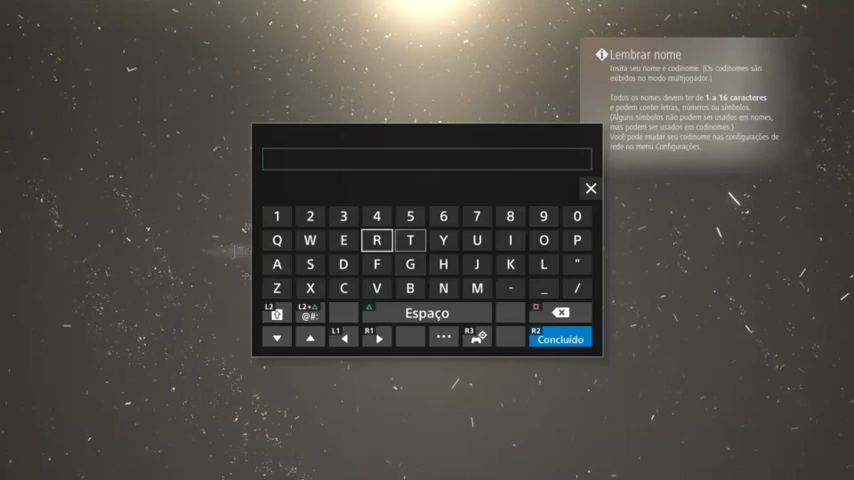 Lembrar nome
Insira seu nome e codinome. (Os codinomes são
exibidos no modo multijogador.)
Todos os nomes devem ter de 1 a 16 caracteres
e podem conter letras, números ou símbolos.
(Alguns símbolos não podem ser usados em nomes,
mas podem ser usados em codinomes.)
Você pode mudar seu codinome nas configurações de
rede no menu Configurações.
1 2 3 4 5 6 7 8 9 0
Q W E R T Y U I O P
A S D F G H J K L "
Z X C V B N M - _ /
L2 L2+△ @#: △ Espaço □
L1 R1 ... R3 R2 Concluído